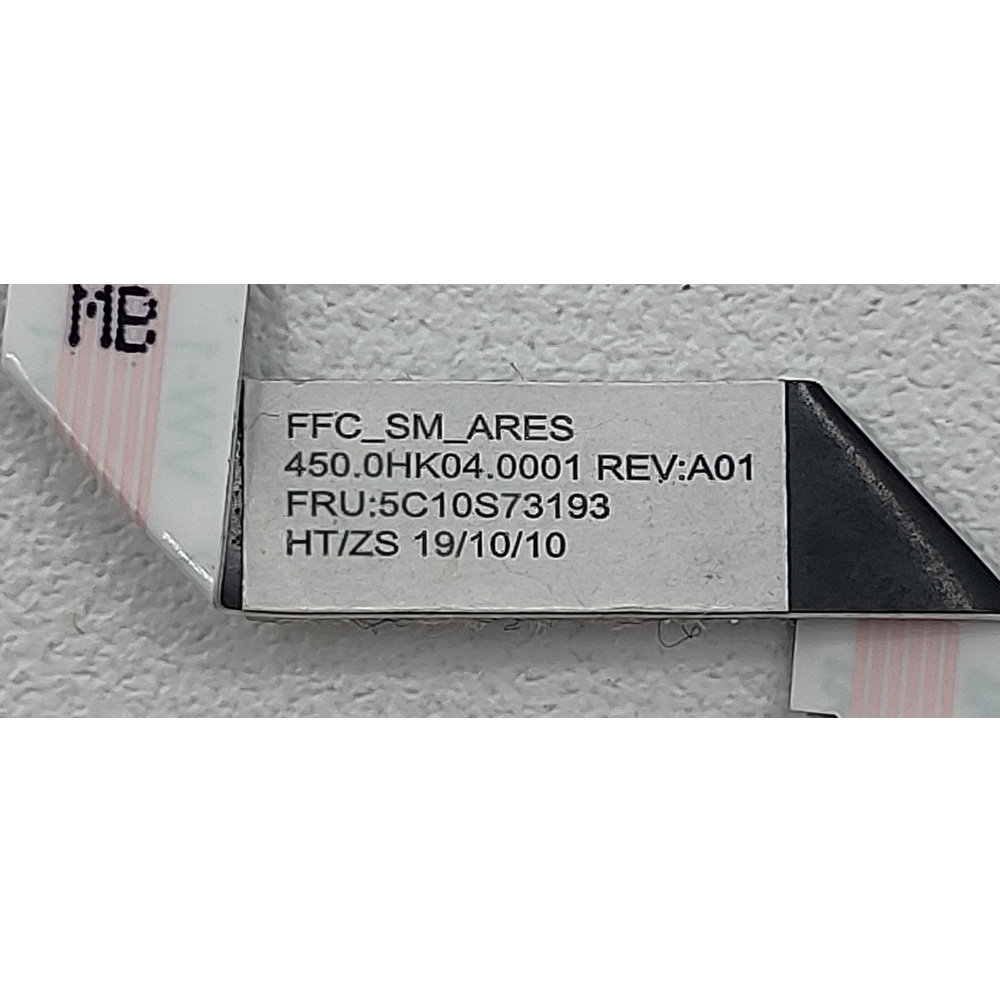 MB
FFC_SM_ARES
450.0HK04.0001 REV:A01
FRU:5C10S73193
HT/ZS 19/10/10